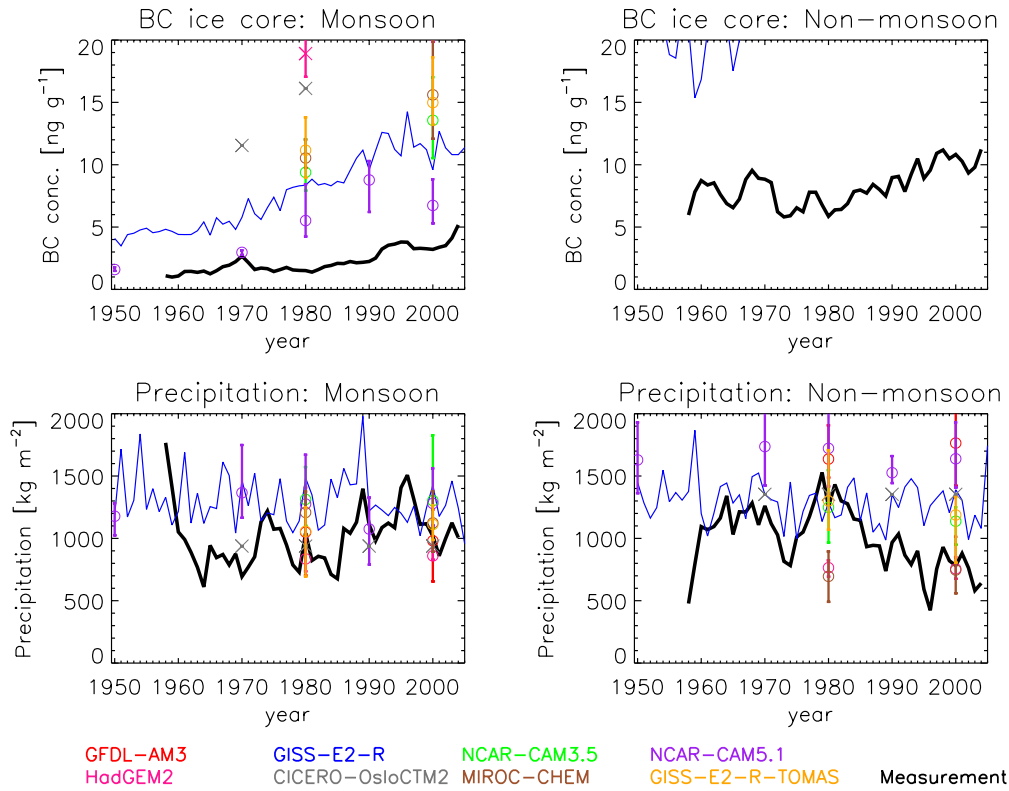 BC ice core: Monsoon
BC ice core: Non-monsoon
BC conc. [ng g⁻¹]
20
15
10
5
0
1950 1960 1970 1980 1990 2000
year
BC conc. [ng g⁻¹]
20
15
10
5
0
1950 1960 1970 1980 1990 2000
year
Precipitation: Monsoon
Precipitation: Non-monsoon
Precipitation [kg m⁻²]
2000
1500
1000
500
0
1950 1960 1970 1980 1990 2000
year
Precipitation [kg m⁻²]
2000
1500
1000
500
0
1950 1960 1970 1980 1990 2000
year
GFDL-AM3 GISS-E2-R NCAR-CAM3.5 NCAR-CAM5.1
HadGEM2 CICERO-OsloCTM2 MIROC-CHEM GISS-E2-R-TOMAS Measurement